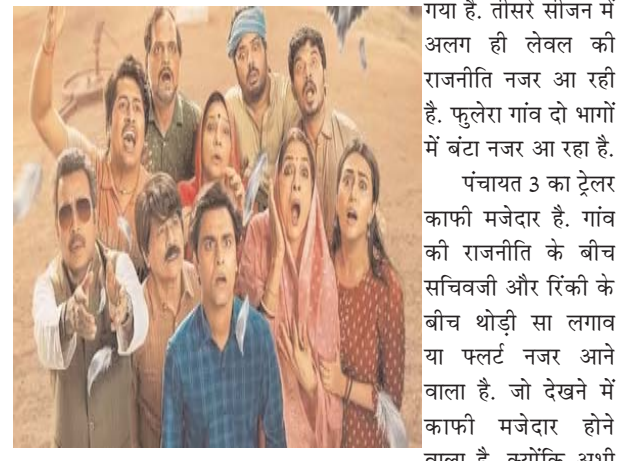 गया है. तीसरे सीजन में
अलग ही लेवल की
राजनीति नजर आ रही
है. फुलेरा गांव दो भागों
में बंटा नजर आ रहा है.
पंचायत 3 का ट्रेलर
काफी मजेदार है. गांव
की राजनीति के बीच
सचिवजी और रिंकी के
बीच थोड़ी सा लगाव
या फ्लर्ट नजर आने
वाला है. जो देखने में
काफी मजेदार होने
वाला है. क्योंकि अभी